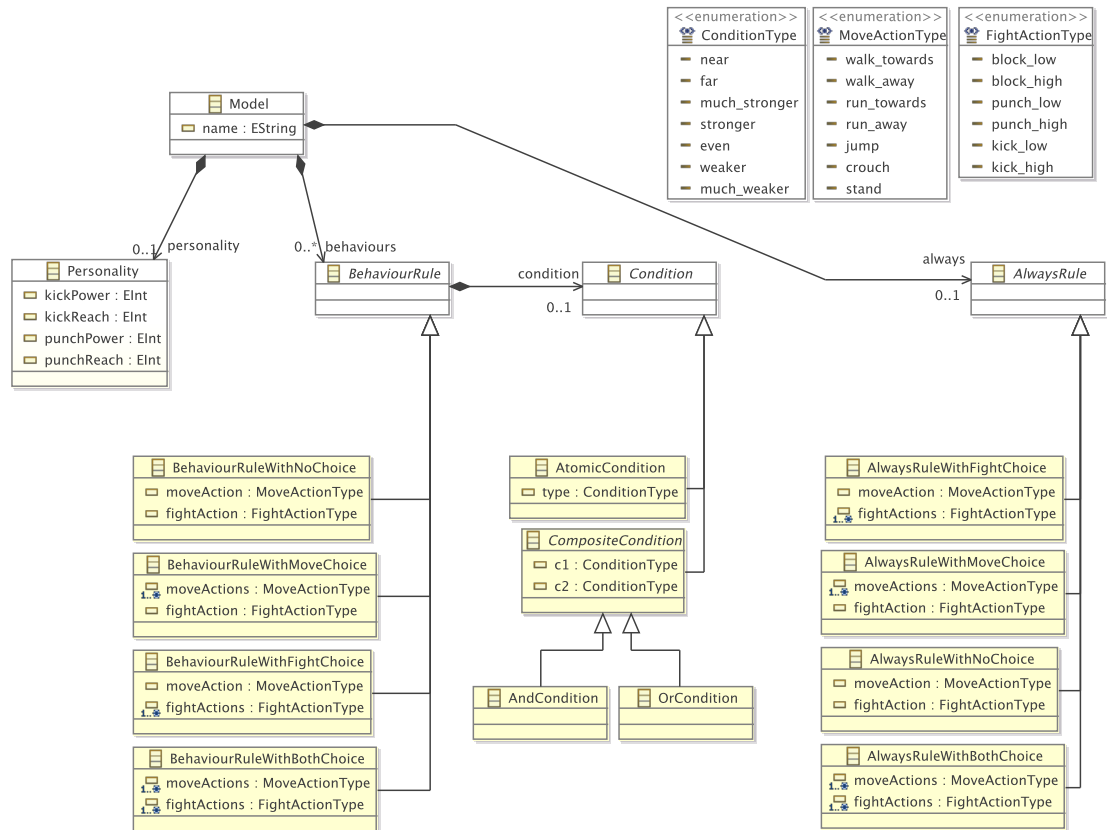 <<enumeration>>
ConditionType
near
far
much_stronger
stronger
even
weaker
much_weaker
<<enumeration>>
MoveActionType
walk_towards
walk_away
run_towards
run_away
jump
crouch
stand
<<enumeration>>
FightActionType
block_low
block_high
punch_low
punch_high
kick_low
kick_high
Model
name : EString
0..1 personality
0..* behaviours
condition
0..1
always
0..1
Personality
kickPower : EInt
kickReach : EInt
punchPower : EInt
punchReach : EInt
BehaviourRule
Condition
AlwaysRule
BehaviourRuleWithNoChoice
moveAction : MoveActionType
fightAction : FightActionType
BehaviourRuleWithMoveChoice
1..* moveActions : MoveActionType
fightAction : FightActionType
BehaviourRuleWithFightChoice
moveAction : MoveActionType
1..* fightActions : FightActionType
BehaviourRuleWithBothChoice
1..* moveActions : MoveActionType
1..* fightActions : FightActionType
AtomicCondition
type : ConditionType
CompositeCondition
c1 : ConditionType
c2 : ConditionType
AndCondition
OrCondition
AlwaysRuleWithFightChoice
moveAction : MoveActionType
1..* fightActions : FightActionType
AlwaysRuleWithMoveChoice
1..* moveActions : MoveActionType
fightAction : FightActionType
AlwaysRuleWithNoChoice
moveAction : MoveActionType
fightAction : FightActionType
AlwaysRuleWithBothChoice
1..* moveActions : MoveActionType
1..* fightActions : FightActionType